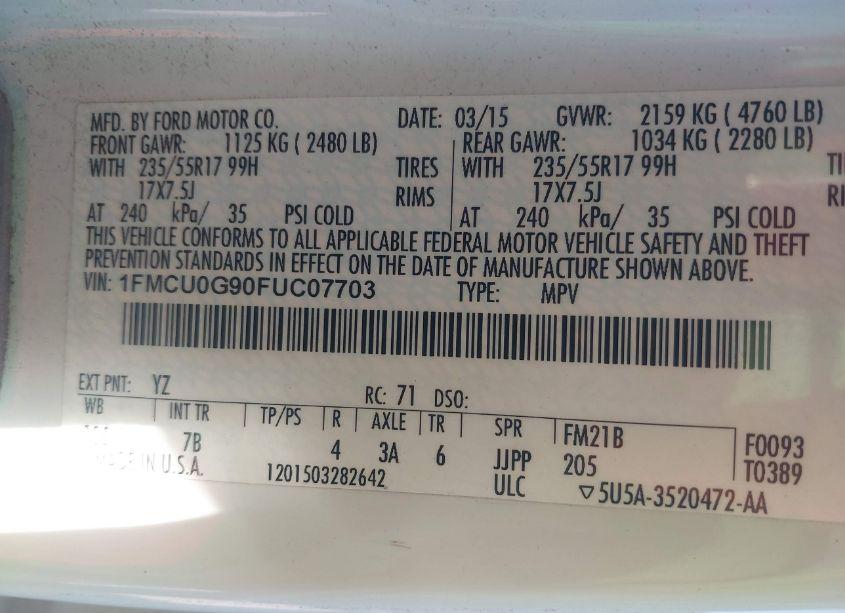 MFD. BY FORD MOTOR CO. DATE: 03/15 GVWR: 2159 KG ( 4760 LB)
FRONT GAWR: 1125 KG ( 2480 LB) REAR GAWR: 1034 KG ( 2280 LB)
WITH 235/55R17 99H TIRES WITH 235/55R17 99H
17X7.5J RIMS 17X7.5J
AT 240 kPa/ 35 PSI COLD AT 240 kPa/ 35 PSI COLD
THIS VEHICLE CONFORMS TO ALL APPLICABLE FEDERAL MOTOR VEHICLE SAFETY AND THEFT
PREVENTION STANDARDS IN EFFECT ON THE DATE OF MANUFACTURE SHOWN ABOVE.
VIN: 1FMCU0G90FUC07703 TYPE: MPV
EXT PNT: YZ RC: 71 DSO:
WB INT TR TP/PS R AXLE TR SPR FM21B F0093
7B 4 3A 6 JJPP 205 T0389
IN U.S.A. 1201503282642 ULC ▽5U5A-3520472-AA